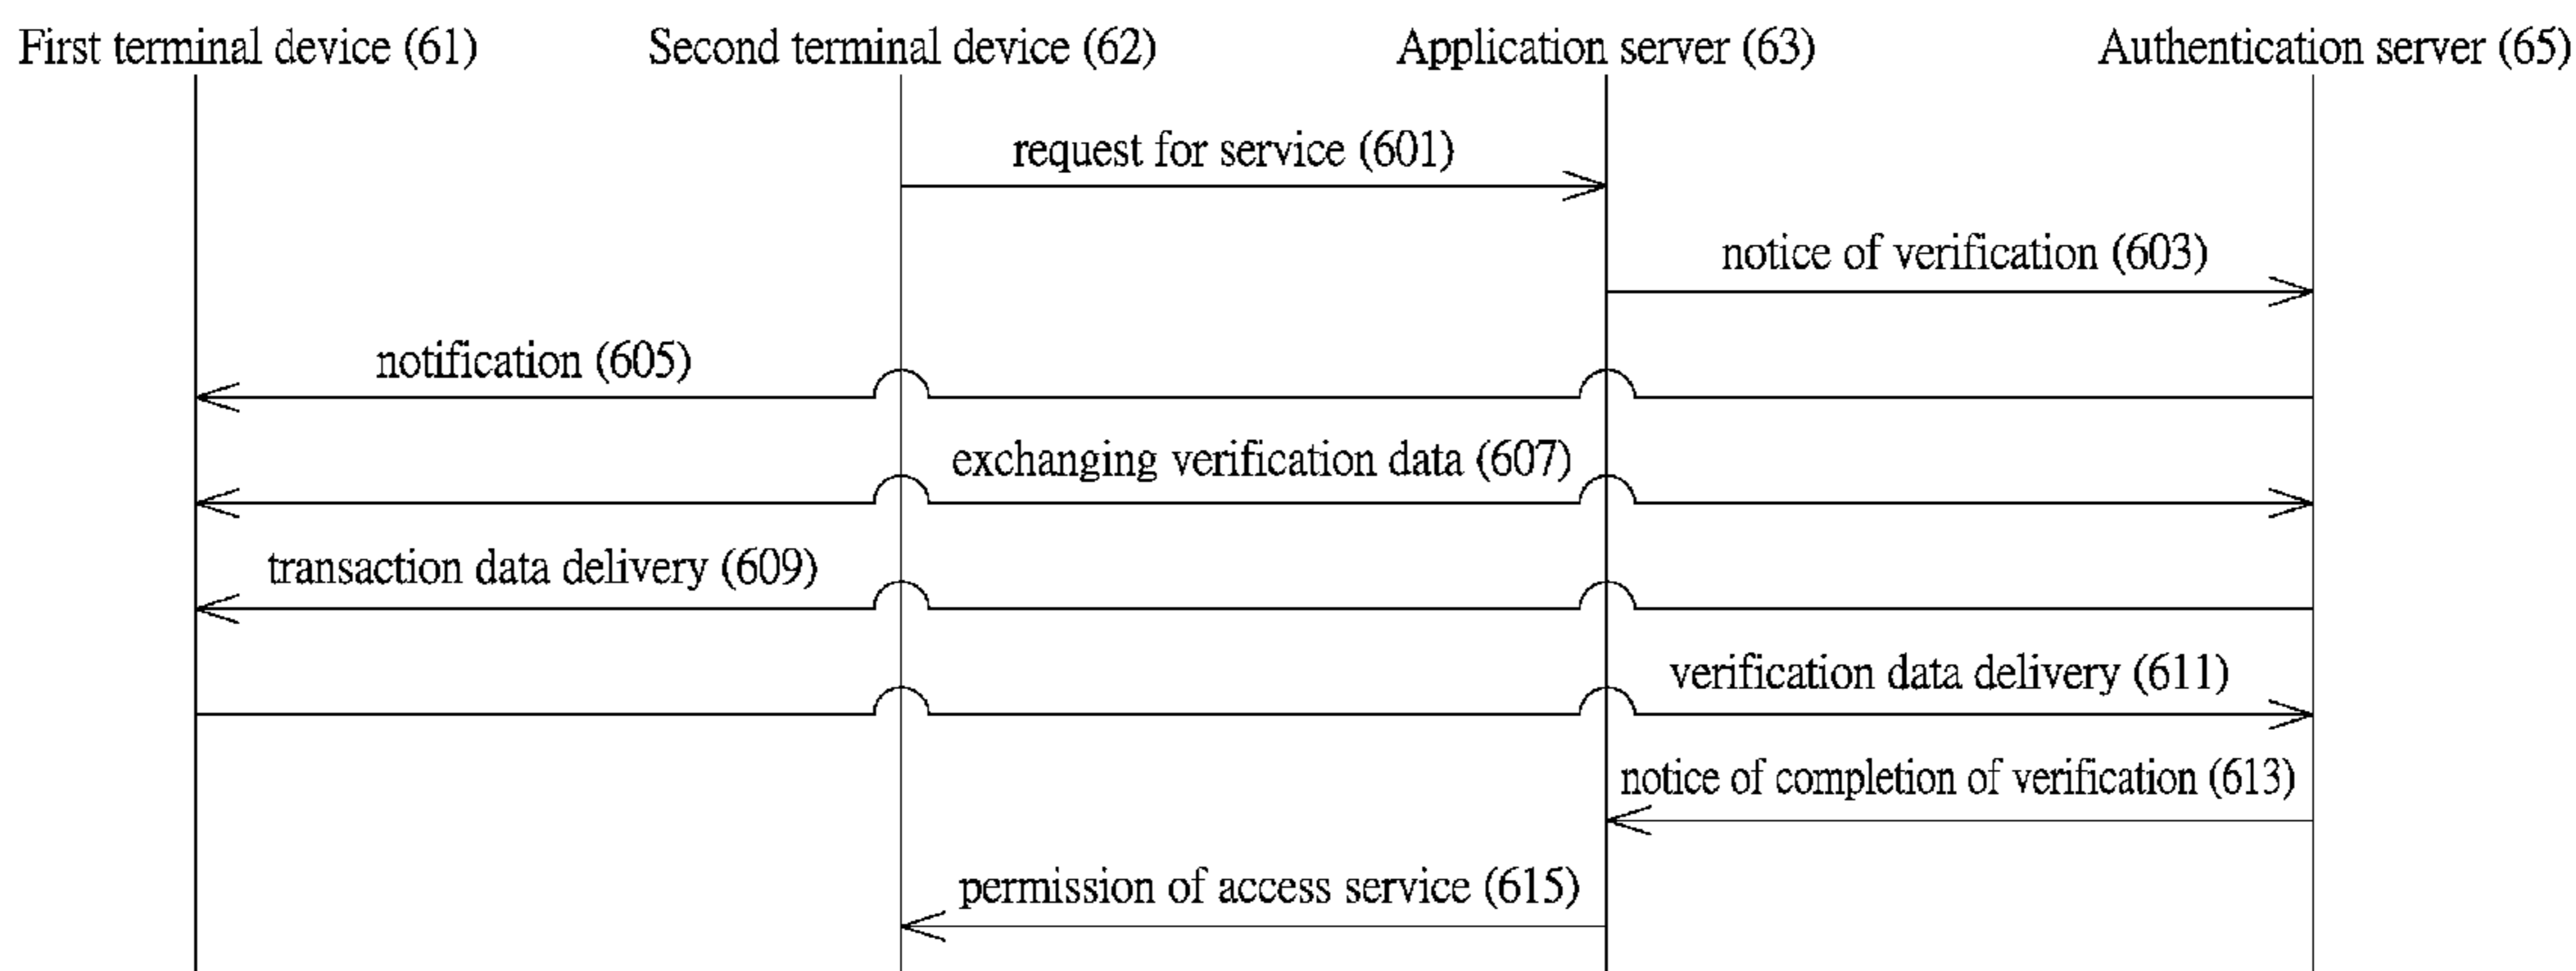 First terminal device (61)
Second terminal device (62)
Application server (63)
Authentication server (65)
request for service (601)
notice of verification (603)
notification (605)
exchanging verification data (607)
transaction data delivery (609)
verification data delivery (611)
notice of completion of verification (613)
permission of access service (615)